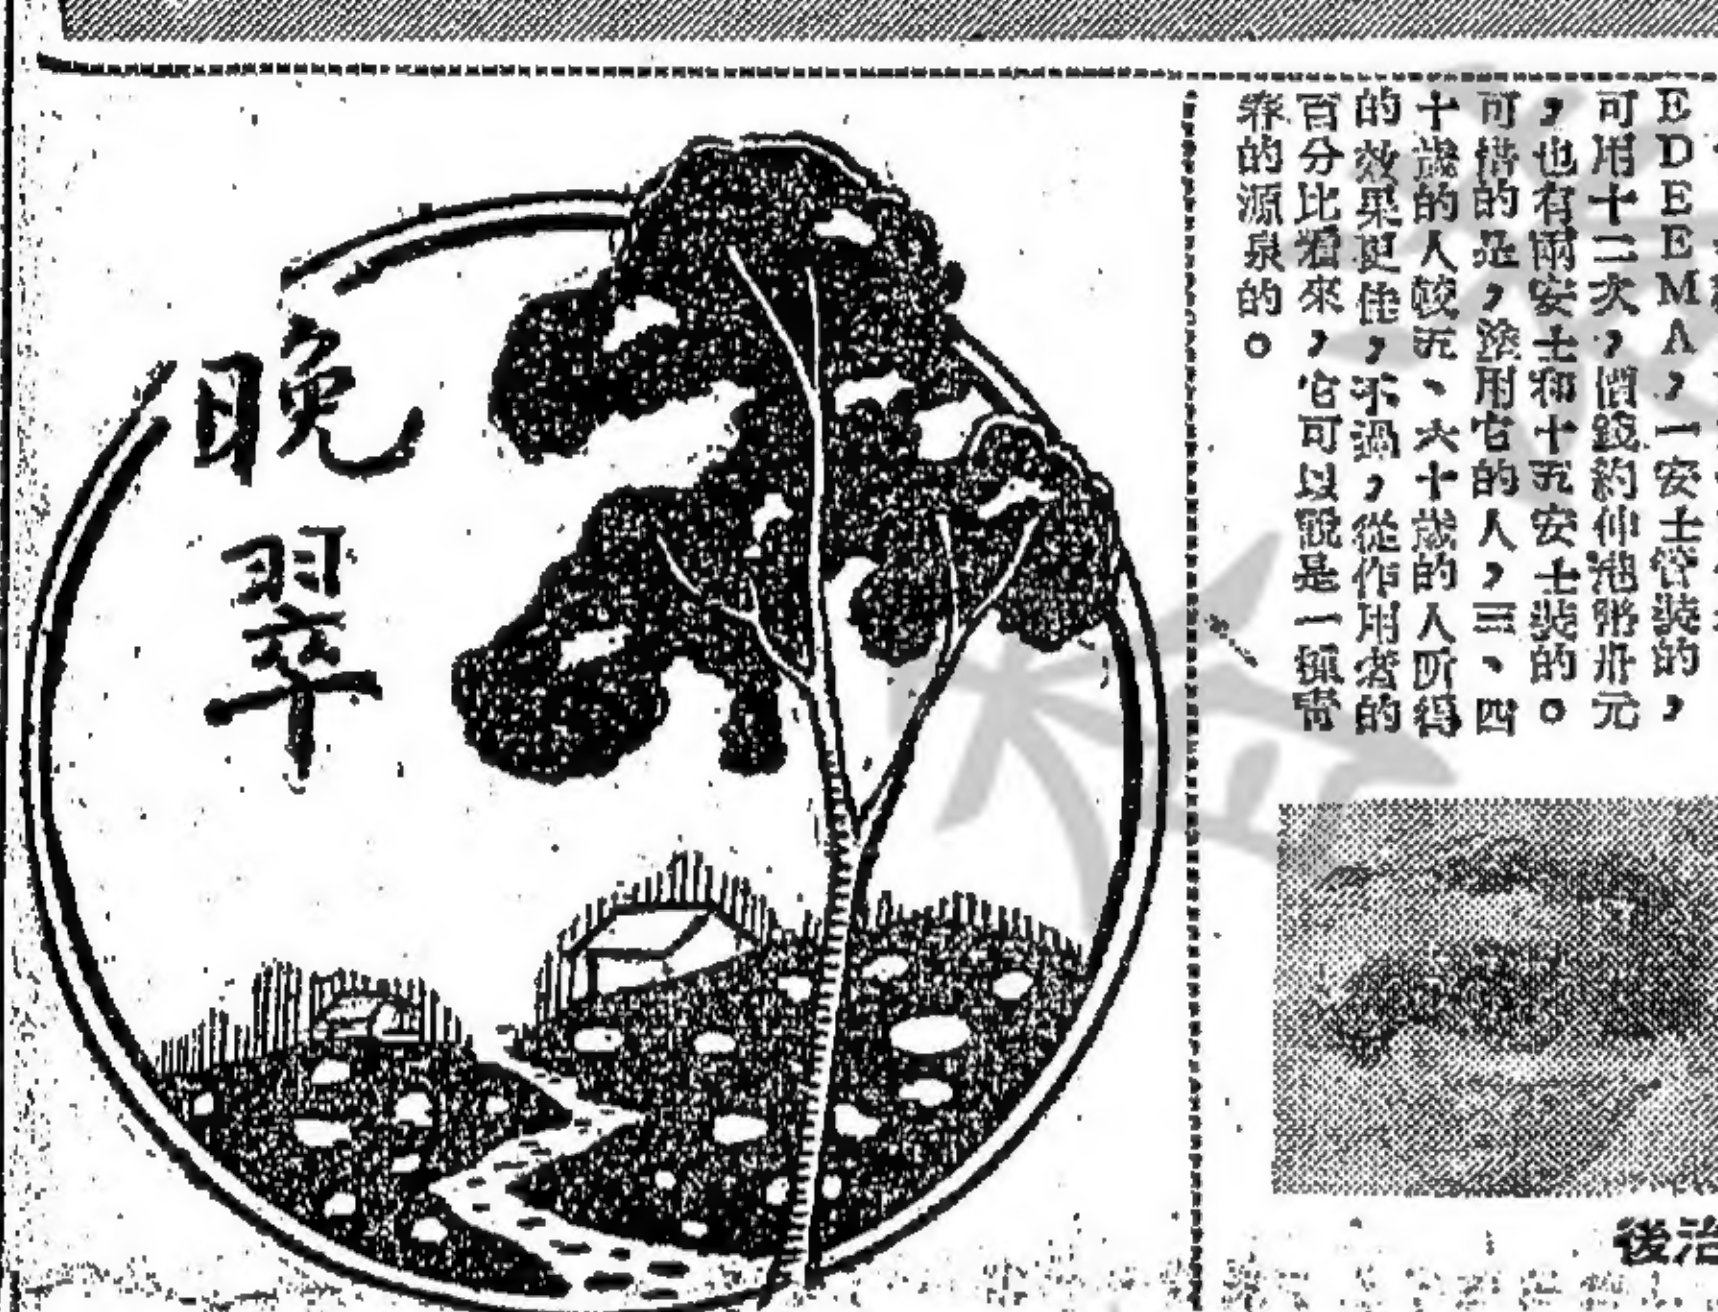 EDEEMA,一安士管裝的,
可用十二次,價錢約伸港幣卅元
,也有兩安士和十五安士裝的。
可惜的是,塗用它的人,三、四
十歲的人較五、六十歲的人所得
的效果更佳,不過,從作用者的
百分比看來,它可以說是一瓶青
春的源泉的。
晚翠
治後